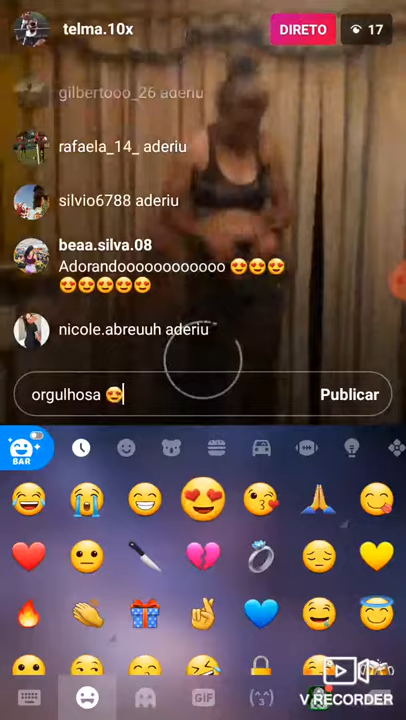 telma.10x
DIRETO
17
gilbertooo_26 aderiu
rafaela_14_ aderiu
silvio6788 aderiu
beaa.silva.08
Adorandoooooooooooo 😍😍😍
😍😍😍😍😍
nicole.abreuuh aderiu
orgulhosa 😍
Publicar
BAR
GIF
V RECORDER